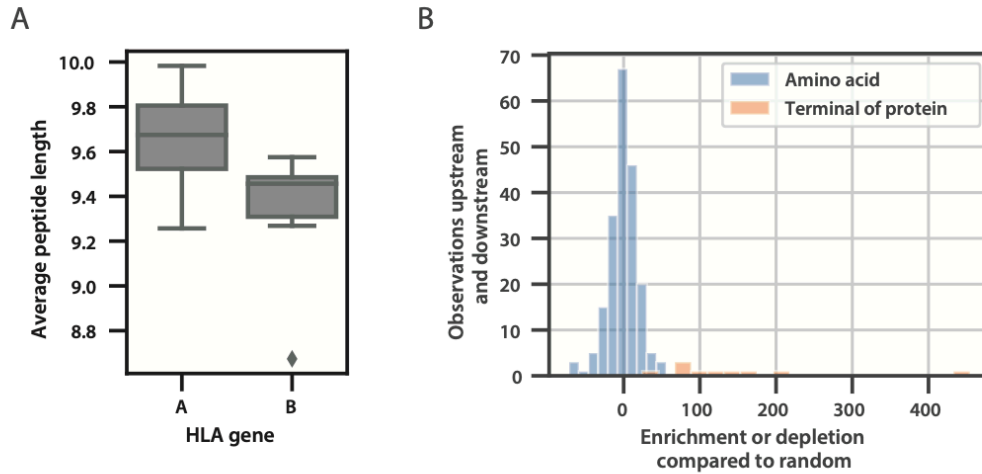 A
Average peptide length
10.0
9.8
9.6
9.4
9.2
9.0
8.8
A
B
HLA gene
B
Observations upstream
and downstream
70
60
50
40
30
20
10
0
Amino acid
Terminal of protein
0
100
200
300
400
Enrichment or depletion
compared to random